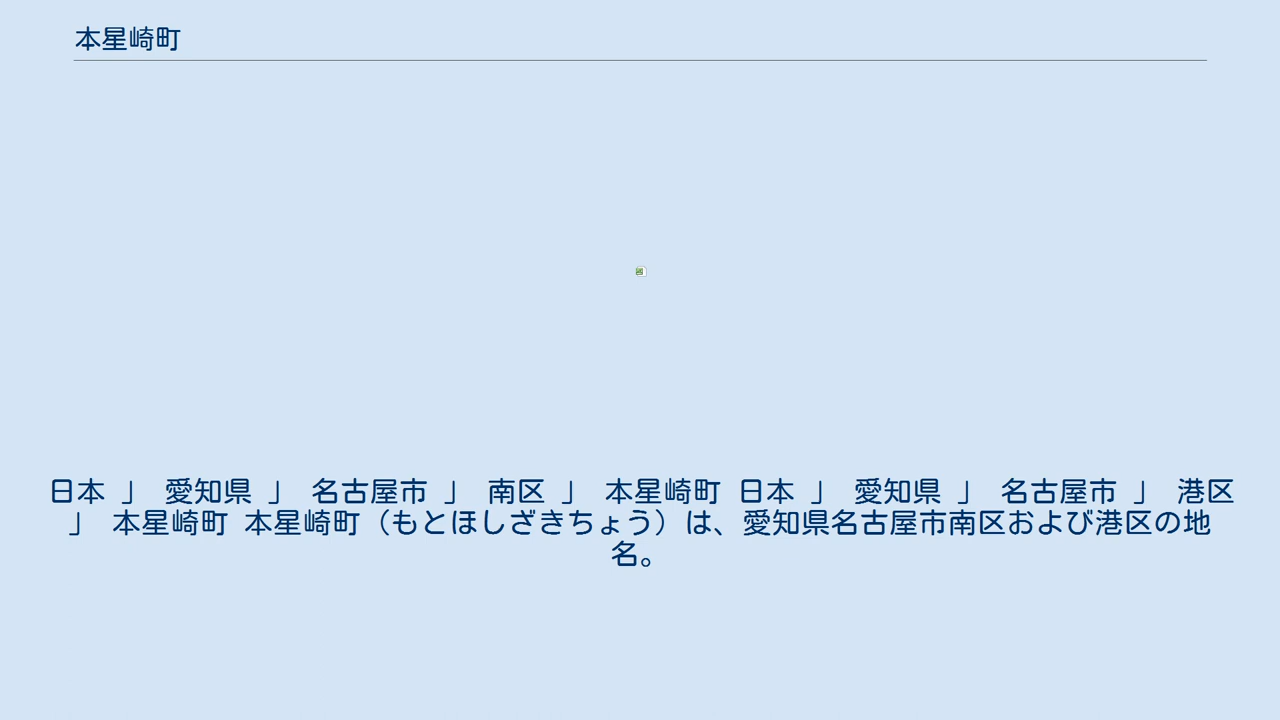 本星崎町
日本 」 愛知県 」 名古屋市 」 南区 」 本星崎町 日本 」 愛知県 」 名古屋市 」 港区
」 本星崎町 本星崎町（もとほしざきちょう）は、愛知県名古屋市南区および港区の地
名。